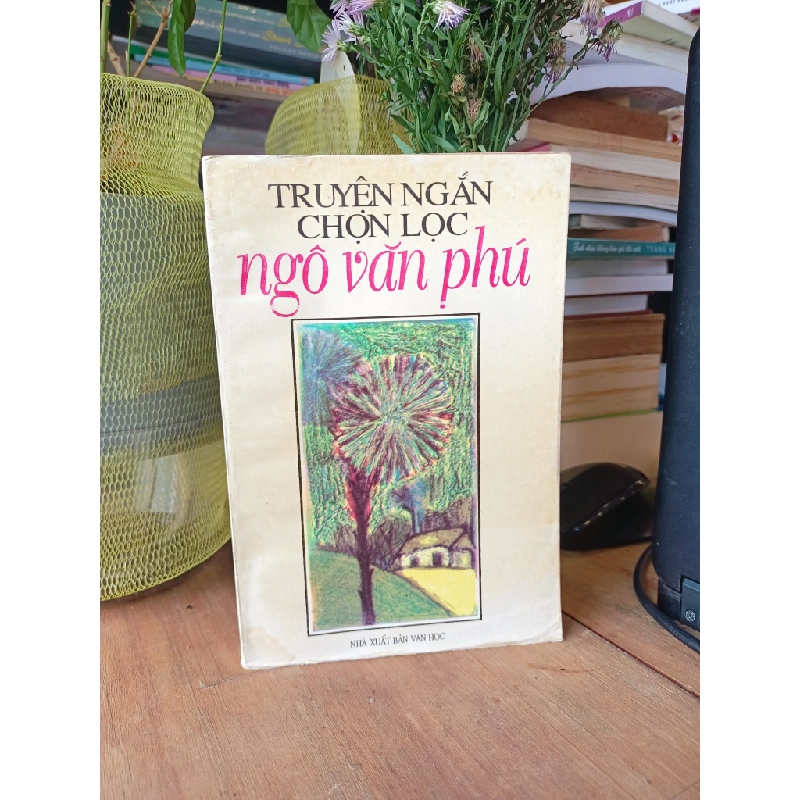 TRUYỆN NGẮN
CHỌN LỌC
ngô văn phú
NHÀ XUẤT BẢN VĂN HỌC